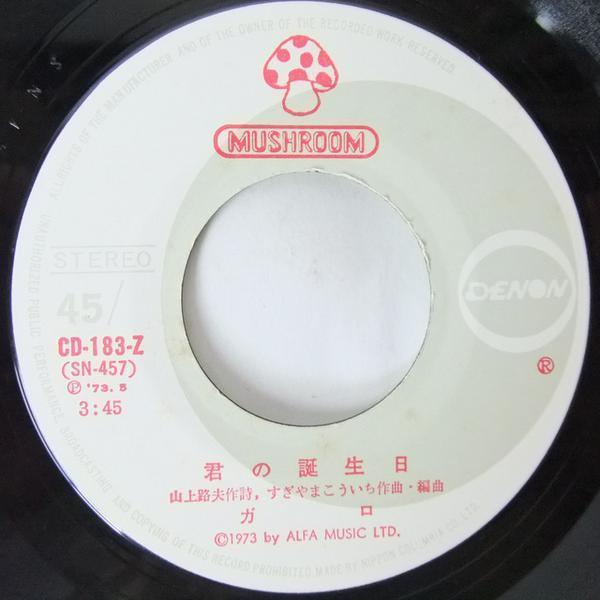 ALL RIGHTS OF THE MANUFACTURER AND OF THE OWNER OF THE RECORDED WORK RESERVED.
UNAUTHORIZED PUBLIC PERFORMANCE, BROADCASTING AND COPYING OF THIS RECORD PROHIBITED. MADE BY NIPPON COLUMBIA CO. LTD.
MUSHROOM
STEREO
45/
DENON
CD-183-Z
(SN-457)
Ⓟ '73. 5
3:45
®
君の誕生日
山上路夫作詩, すぎやまこういち作曲・編曲
ガロ
©1973 by ALFA MUSIC LTD.